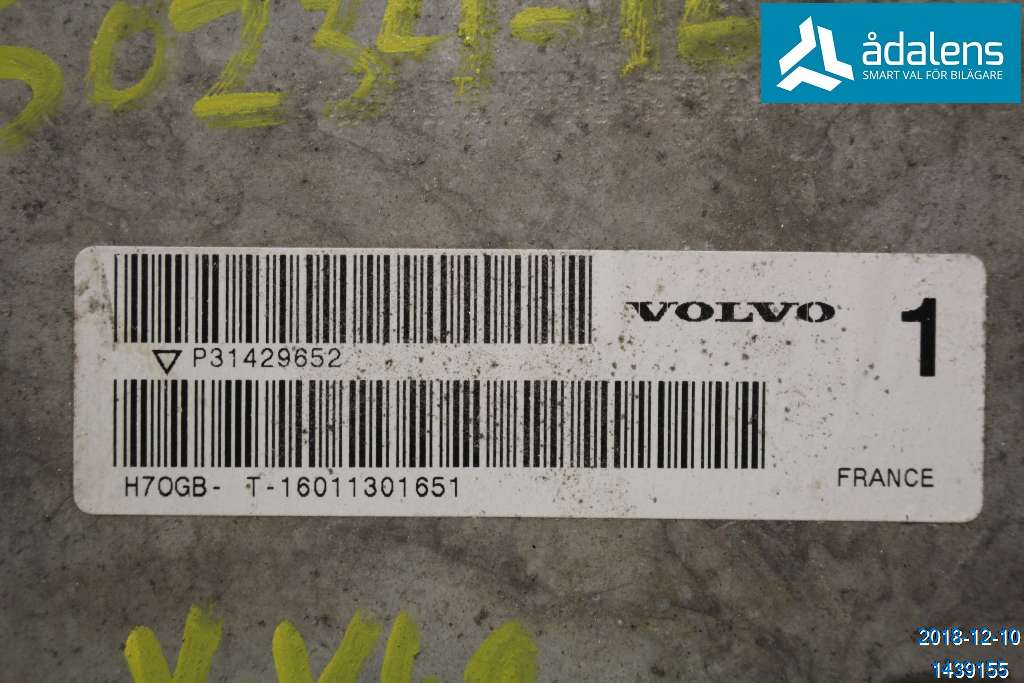 ådalens
SMART VAL FÖR BILÄGARE
VOLVO
1
P31429652
H70GB- T-16011301651
FRANCE
2018-12-10
1439155